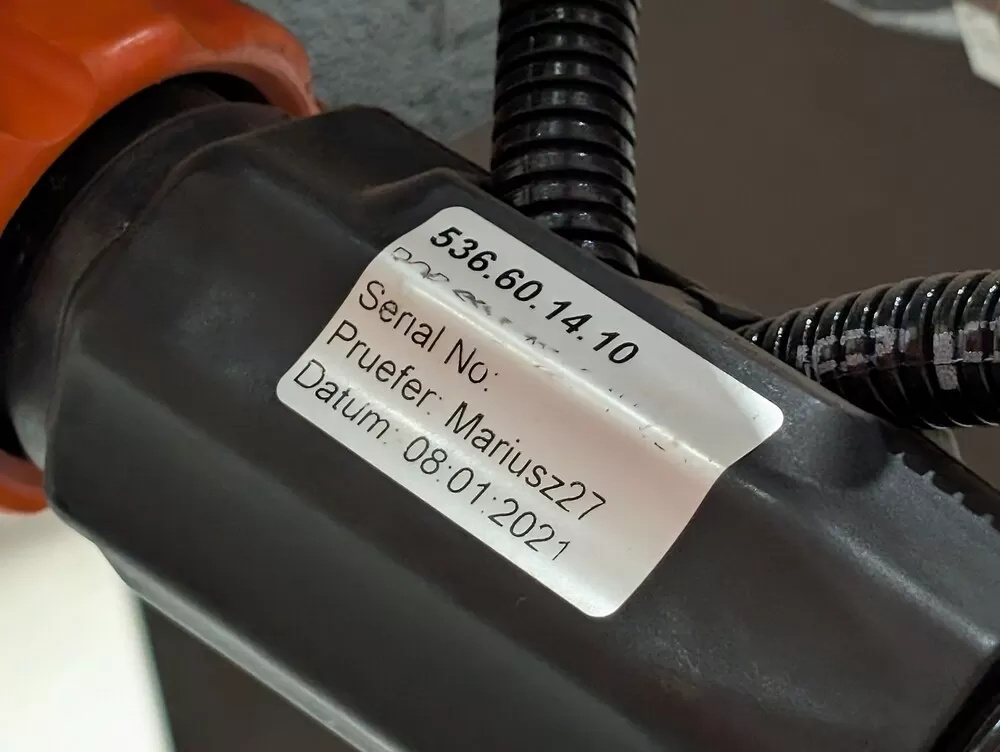 536.60.14.10
Serial No:
Pruefer: Mariusz27
Datum: 08.01.2021